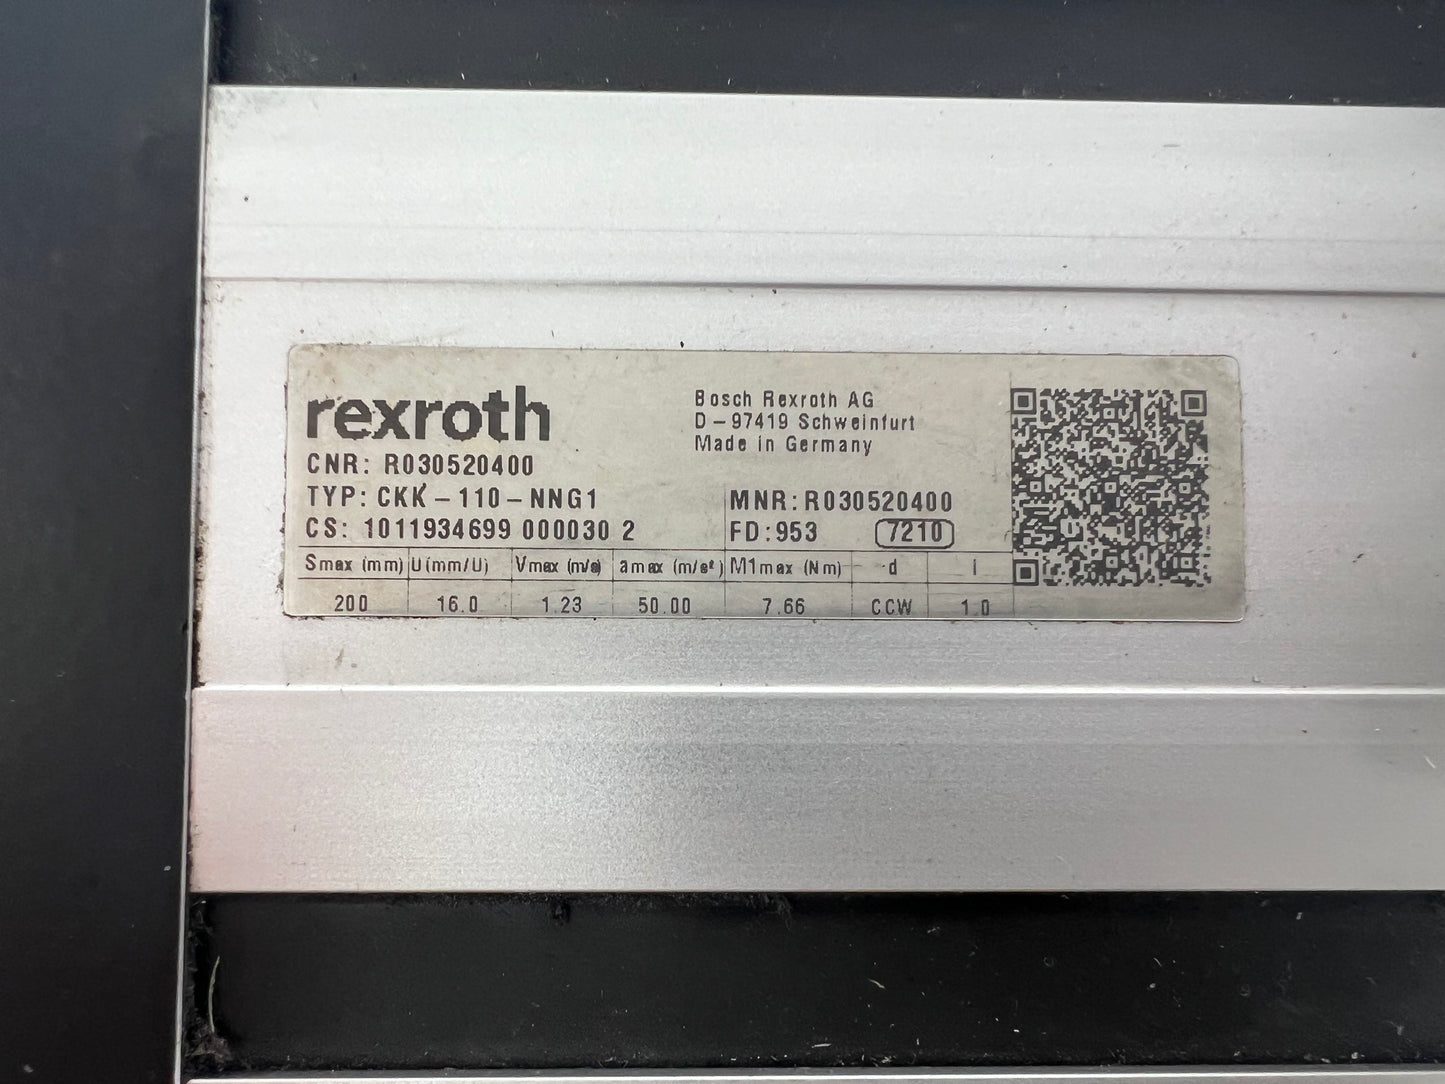 rexroth
Bosch Rexroth AG
D-97419 Schweinfurt
Made in Germany
CNR: R030520400
TYP: CKK-110-NNG1
MNR: R030520400
CS: 1011934699 000030 2
FD: 953 7210
Smax (mm) U(mm/U) Vmax (m/s) amax (m/s²) M1max (Nm) d i
200 16.0 1.23 50.00 7.66 CCW 1.0